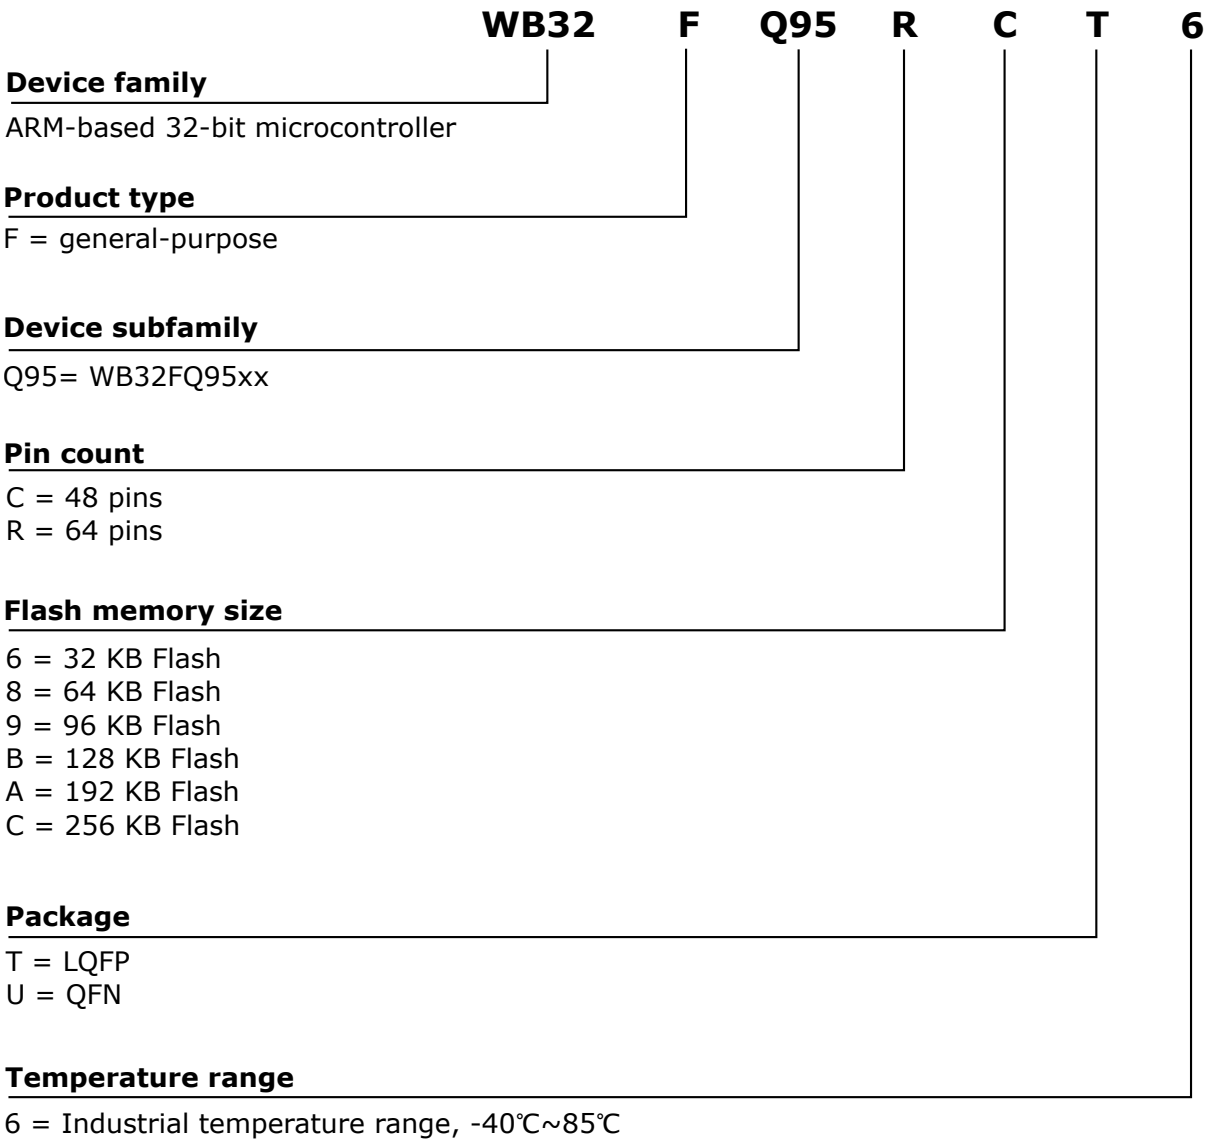 WB32 F Q95 R C T 6
Device family
ARM-based 32-bit microcontroller
Product type
F = general-purpose
Device subfamily
Q95= WB32FQ95xx
Pin count
C = 48 pins
R = 64 pins
Flash memory size
6 = 32 KB Flash
8 = 64 KB Flash
9 = 96 KB Flash
B = 128 KB Flash
A = 192 KB Flash
C = 256 KB Flash
Package
T = LQFP
U = QFN
Temperature range
6 = Industrial temperature range, -40℃~85℃